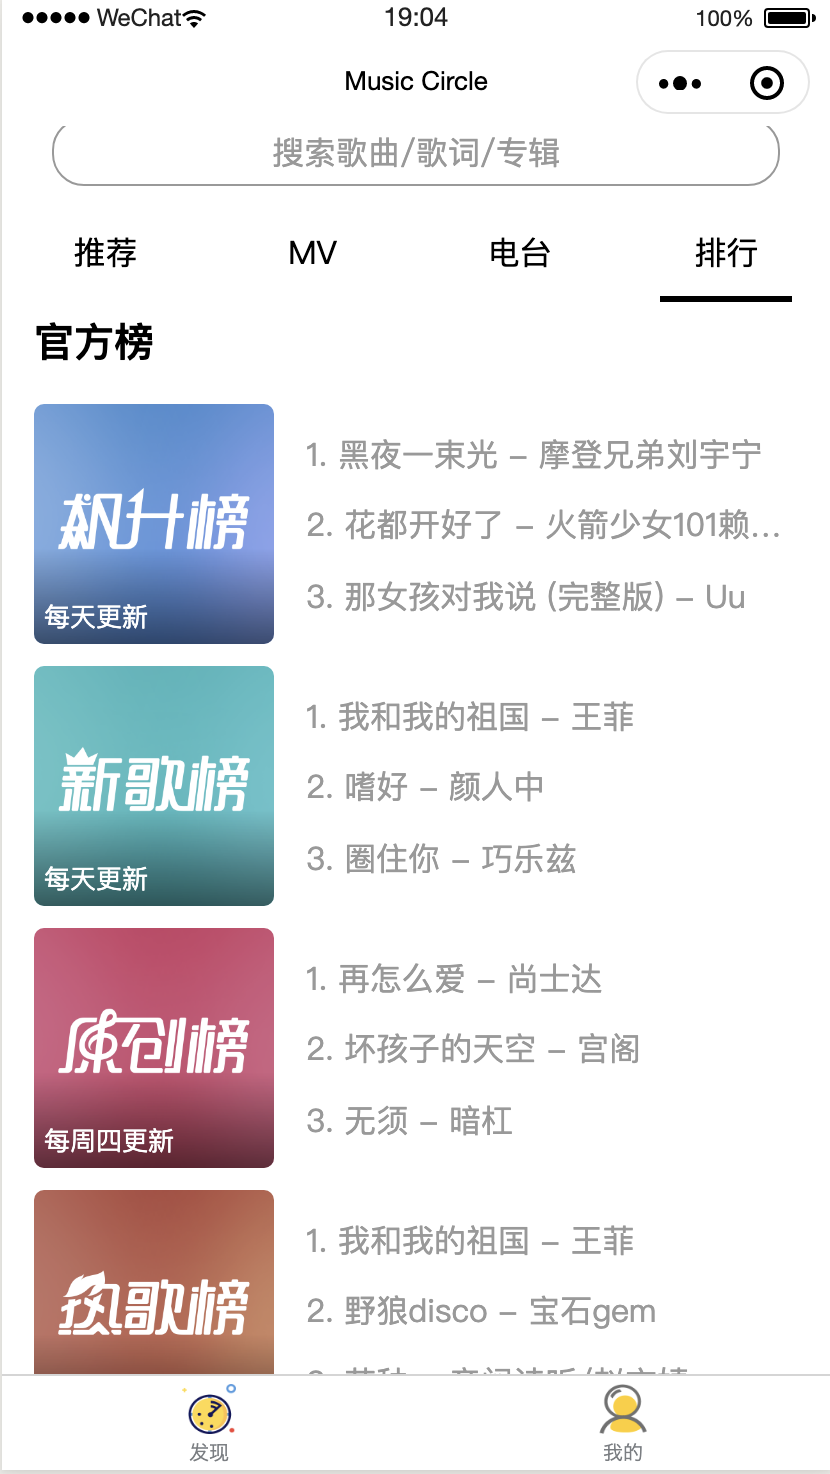 ●●●●● WeChat 19:04 100%
Music Circle
搜索歌曲/歌词/专辑
推荐 MV 电台 排行
官方榜
飙升榜
每天更新
1. 黑夜一束光 – 摩登兄弟刘宇宁
2. 花都开好了 – 火箭少女101赖…
3. 那女孩对我说 (完整版) – Uu
新歌榜
每天更新
1. 我和我的祖国 – 王菲
2. 嗜好 – 颜人中
3. 圈住你 – 巧乐兹
原创榜
每周四更新
1. 再怎么爱 – 尚士达
2. 坏孩子的天空 – 宫阁
3. 无须 – 暗杠
热歌榜
1. 我和我的祖国 – 王菲
2. 野狼disco – 宝石gem
发现 我的